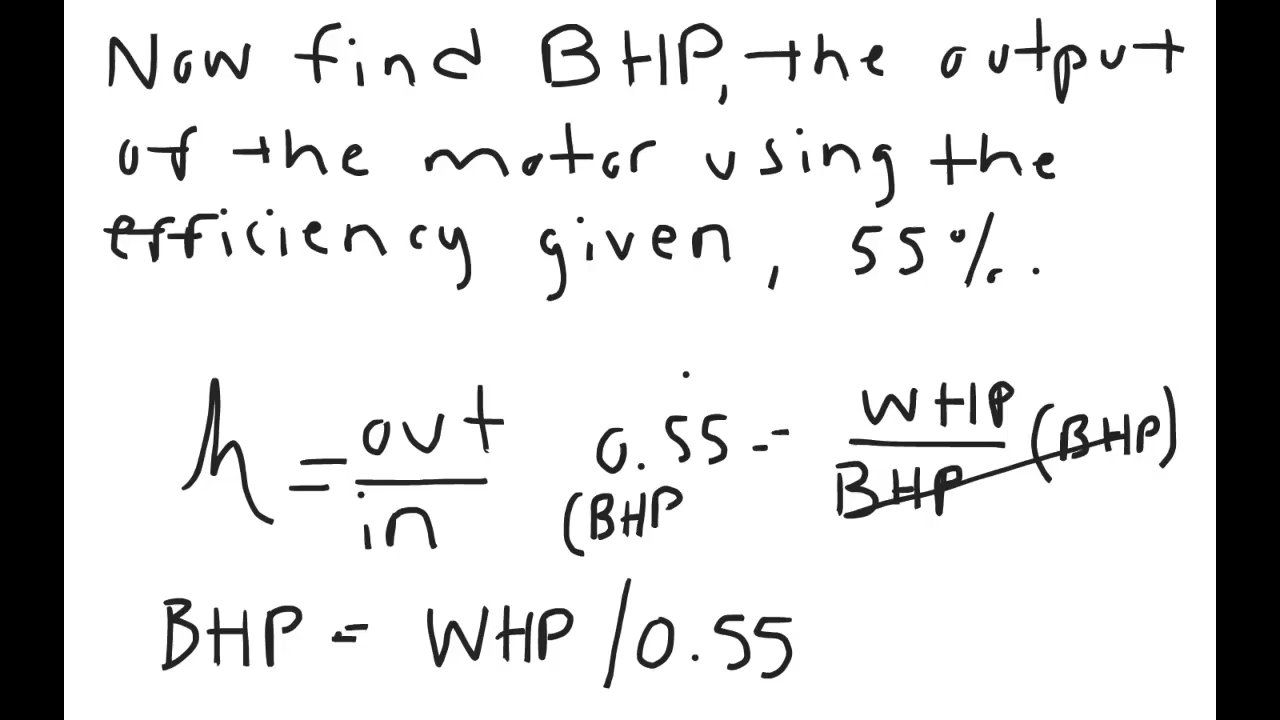 Now find BHP, the output
of the motor using the
efficiency given, 55%.
η = out/in 0.55 = WHP/BHP (BHP)
(BHP
BHP = WHP/0.55